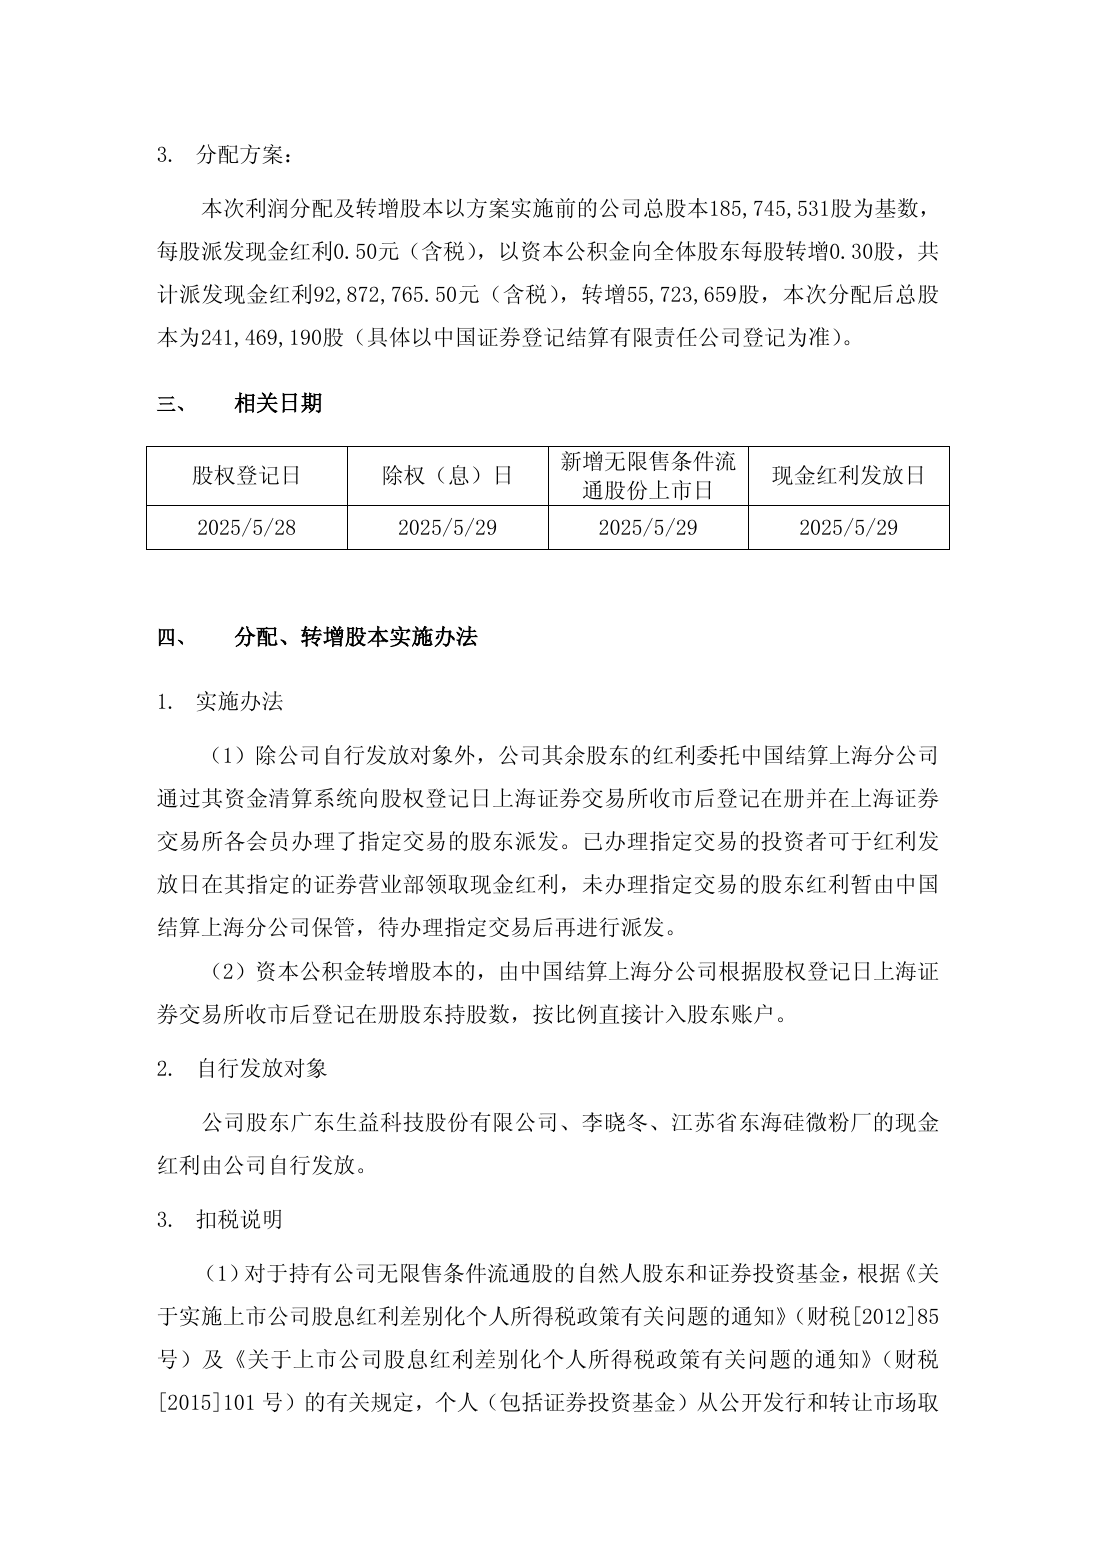 3. 分配方案：
本次利润分配及转增股本以方案实施前的公司总股本185,745,531股为基数，
每股派发现金红利0.50元（含税），以资本公积金向全体股东每股转增0.30股，共
计派发现金红利92,872,765.50元（含税），转增55,723,659股，本次分配后总股
本为241,469,190股（具体以中国证券登记结算有限责任公司登记为准）。
三、 相关日期
股权登记日 除权（息）日 新增无限售条件流 现金红利发放日
通股份上市日
2025/5/28 2025/5/29 2025/5/29 2025/5/29
四、 分配、转增股本实施办法
1. 实施办法
（1）除公司自行发放对象外，公司其余股东的红利委托中国结算上海分公司
通过其资金清算系统向股权登记日上海证券交易所收市后登记在册并在上海证券
交易所各会员办理了指定交易的股东派发。已办理指定交易的投资者可于红利发
放日在其指定的证券营业部领取现金红利，未办理指定交易的股东红利暂由中国
结算上海分公司保管，待办理指定交易后再进行派发。
（2）资本公积金转增股本的，由中国结算上海分公司根据股权登记日上海证
券交易所收市后登记在册股东持股数，按比例直接计入股东账户。
2. 自行发放对象
公司股东广东生益科技股份有限公司、李晓冬、江苏省东海硅微粉厂的现金
红利由公司自行发放。
3. 扣税说明
（1）对于持有公司无限售条件流通股的自然人股东和证券投资基金，根据《关
于实施上市公司股息红利差别化个人所得税政策有关问题的通知》（财税[2012]85
号）及《关于上市公司股息红利差别化个人所得税政策有关问题的通知》（财税
[2015]101 号）的有关规定，个人（包括证券投资基金）从公开发行和转让市场取